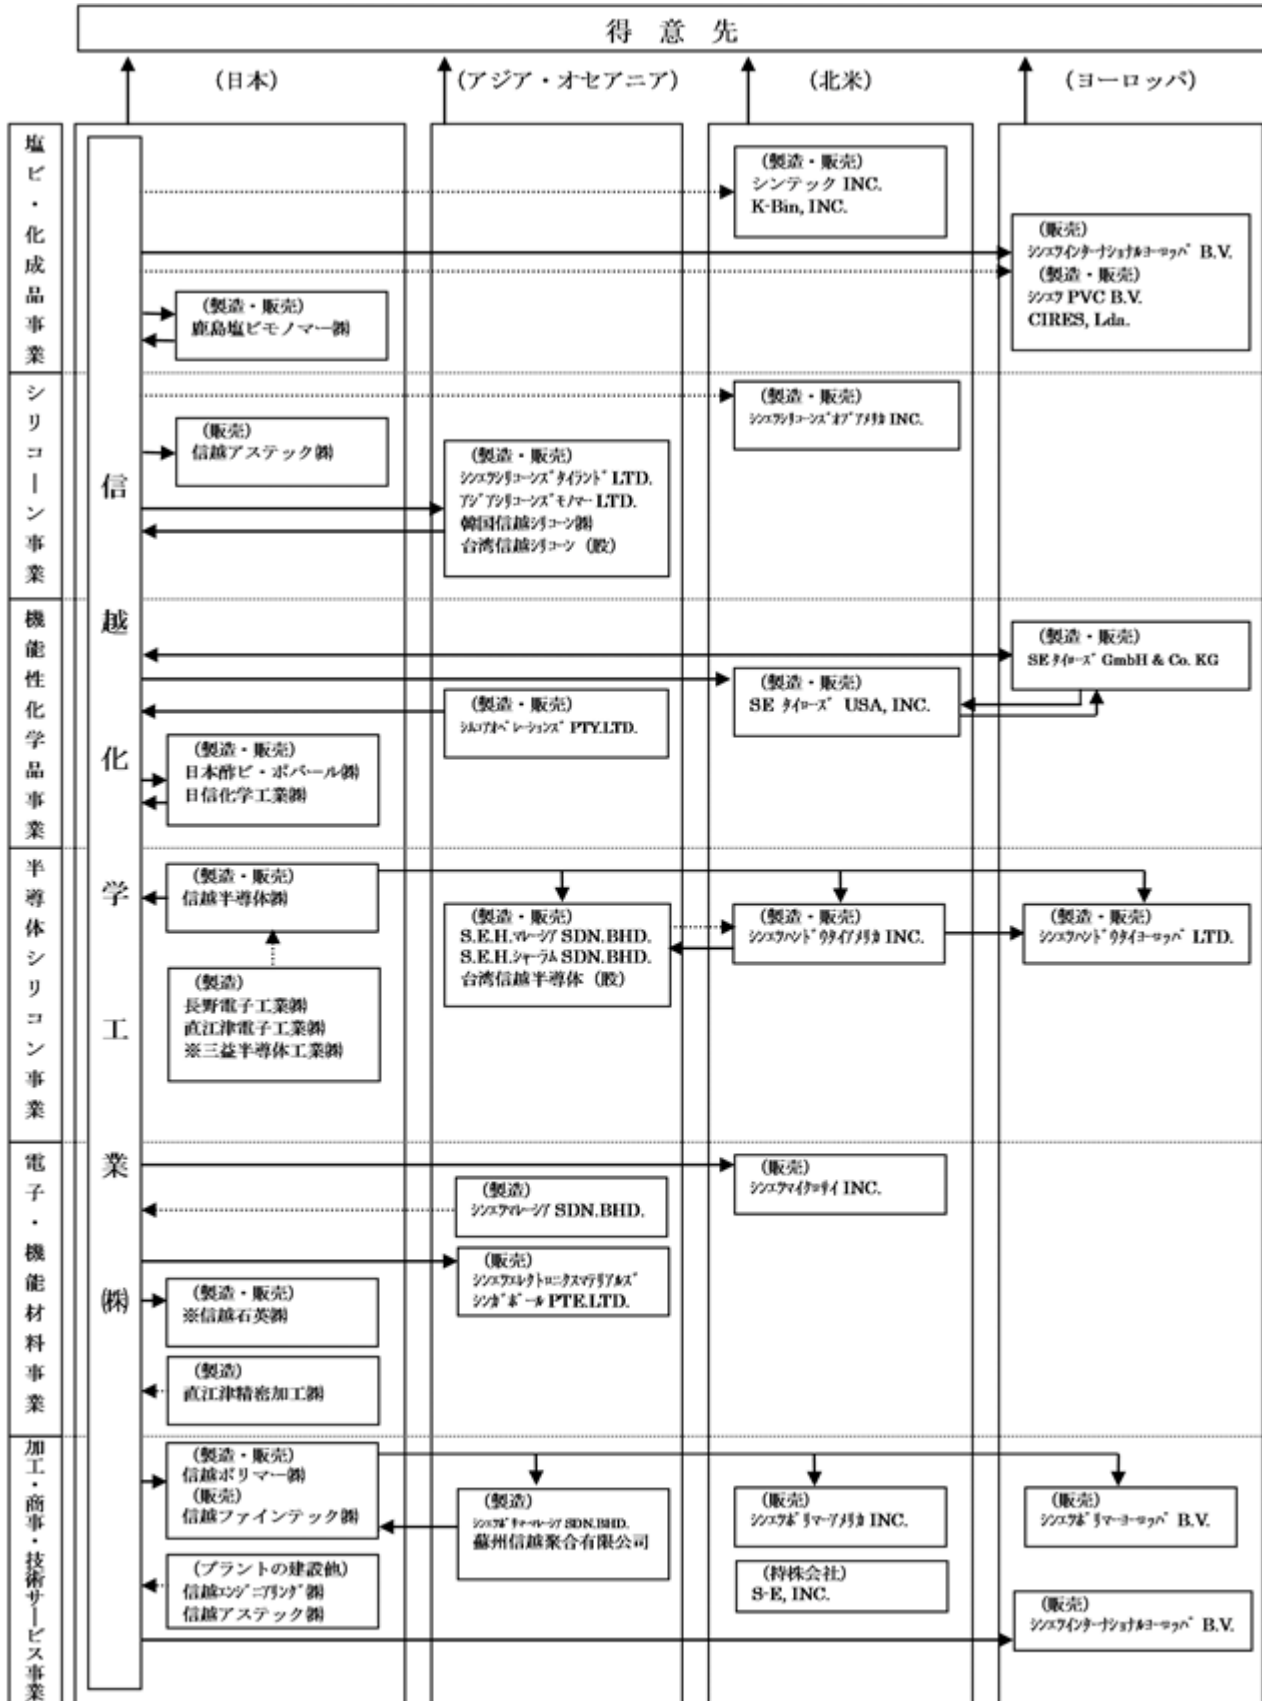 得意先
(日本)
(アジア・オセアニア)
(北米)
(ヨーロッパ)
信越化学工業㈱
塩ビ・化成品事業
(製造・販売)
鹿島塩ビモノマー㈱
(製造・販売)
シンテック INC.
K-Bin, INC.
(販売)
ｼﾝｴﾂｲﾝﾀｰﾅｼｮﾅﾙﾖｰﾛｯﾊﾟ B.V.
(製造・販売)
ｼﾝｴﾂ PVC B.V.
CIRES, Lda.
シリコーン事業
(販売)
信越アステック㈱
(製造・販売)
ｼﾝｴﾂｼﾘｺｰﾝｽﾞﾀｲﾗﾝﾄﾞ LTD.
ｱｼﾞｱｼﾘｺｰﾝｽﾞﾓﾉﾏｰ LTD.
韓国信越ｼﾘｺｰﾝ㈱
台湾信越ｼﾘｺｰﾝ (股)
(製造・販売)
ｼﾝｴﾂｼﾘｺｰﾝｽﾞｵﾌﾞｱﾒﾘｶ INC.
機能性化学品事業
(製造・販売)
日本酢ビ・ポバール㈱
日信化学工業㈱
(製造・販売)
ｼﾑｺｱｵﾍﾟﾚｰｼｮﾝｽﾞ PTY.LTD.
(製造・販売)
SE ﾀｲﾛｰｽﾞ USA, INC.
(製造・販売)
SE ﾀｲﾛｰｽﾞ GmbH & Co. KG
半導体シリコン事業
(製造・販売)
信越半導体㈱
(製造)
長野電子工業㈱
直江津電子工業㈱
※三益半導体工業㈱
(製造・販売)
S.E.H.ﾏﾚｰｼｱ SDN.BHD.
S.E.H.ｼｬｰﾗﾑ SDN.BHD.
台湾信越半導体 (股)
(製造・販売)
ｼﾝｴﾂﾊﾝﾄﾞｳﾀｲｱﾒﾘｶ INC.
(製造・販売)
ｼﾝｴﾂﾊﾝﾄﾞｳﾀｲﾖｰﾛｯﾊﾟ LTD.
電子・機能材料事業
(製造・販売)
※信越石英㈱
(製造)
直江津精密加工㈱
(製造)
ｼﾝｴﾂﾏﾚｰｼｱ SDN.BHD.
(販売)
ｼﾝｴﾂｴﾚｸﾄﾛﾆｸｽﾏﾃﾘｱﾙｽﾞ
ｼﾝｶﾞﾎﾟｰﾙ PTE.LTD.
(販売)
ｼﾝｴﾂﾏｲｸﾛｻｲ INC.
加工・商事・技術サービス事業
(製造・販売)
信越ポリマー㈱
(販売)
信越ファインテック㈱
(プラントの建設他)
信越ｴﾝｼﾞﾆｱﾘﾝｸﾞ㈱
信越アステック㈱
(製造)
ｼﾝｴﾂﾎﾟﾘﾏｰﾏﾚｰｼｱ SDN.BHD.
蘇州信越聚合有限公司
(販売)
ｼﾝｴﾂﾎﾟﾘﾏｰｱﾒﾘｶ INC.
(持株会社)
S-E, INC.
(販売)
ｼﾝｴﾂﾎﾟﾘﾏｰﾖｰﾛｯﾊﾟ B.V.
(販売)
ｼﾝｴﾂｲﾝﾀｰﾅｼｮﾅﾙﾖｰﾛｯﾊﾟ B.V.